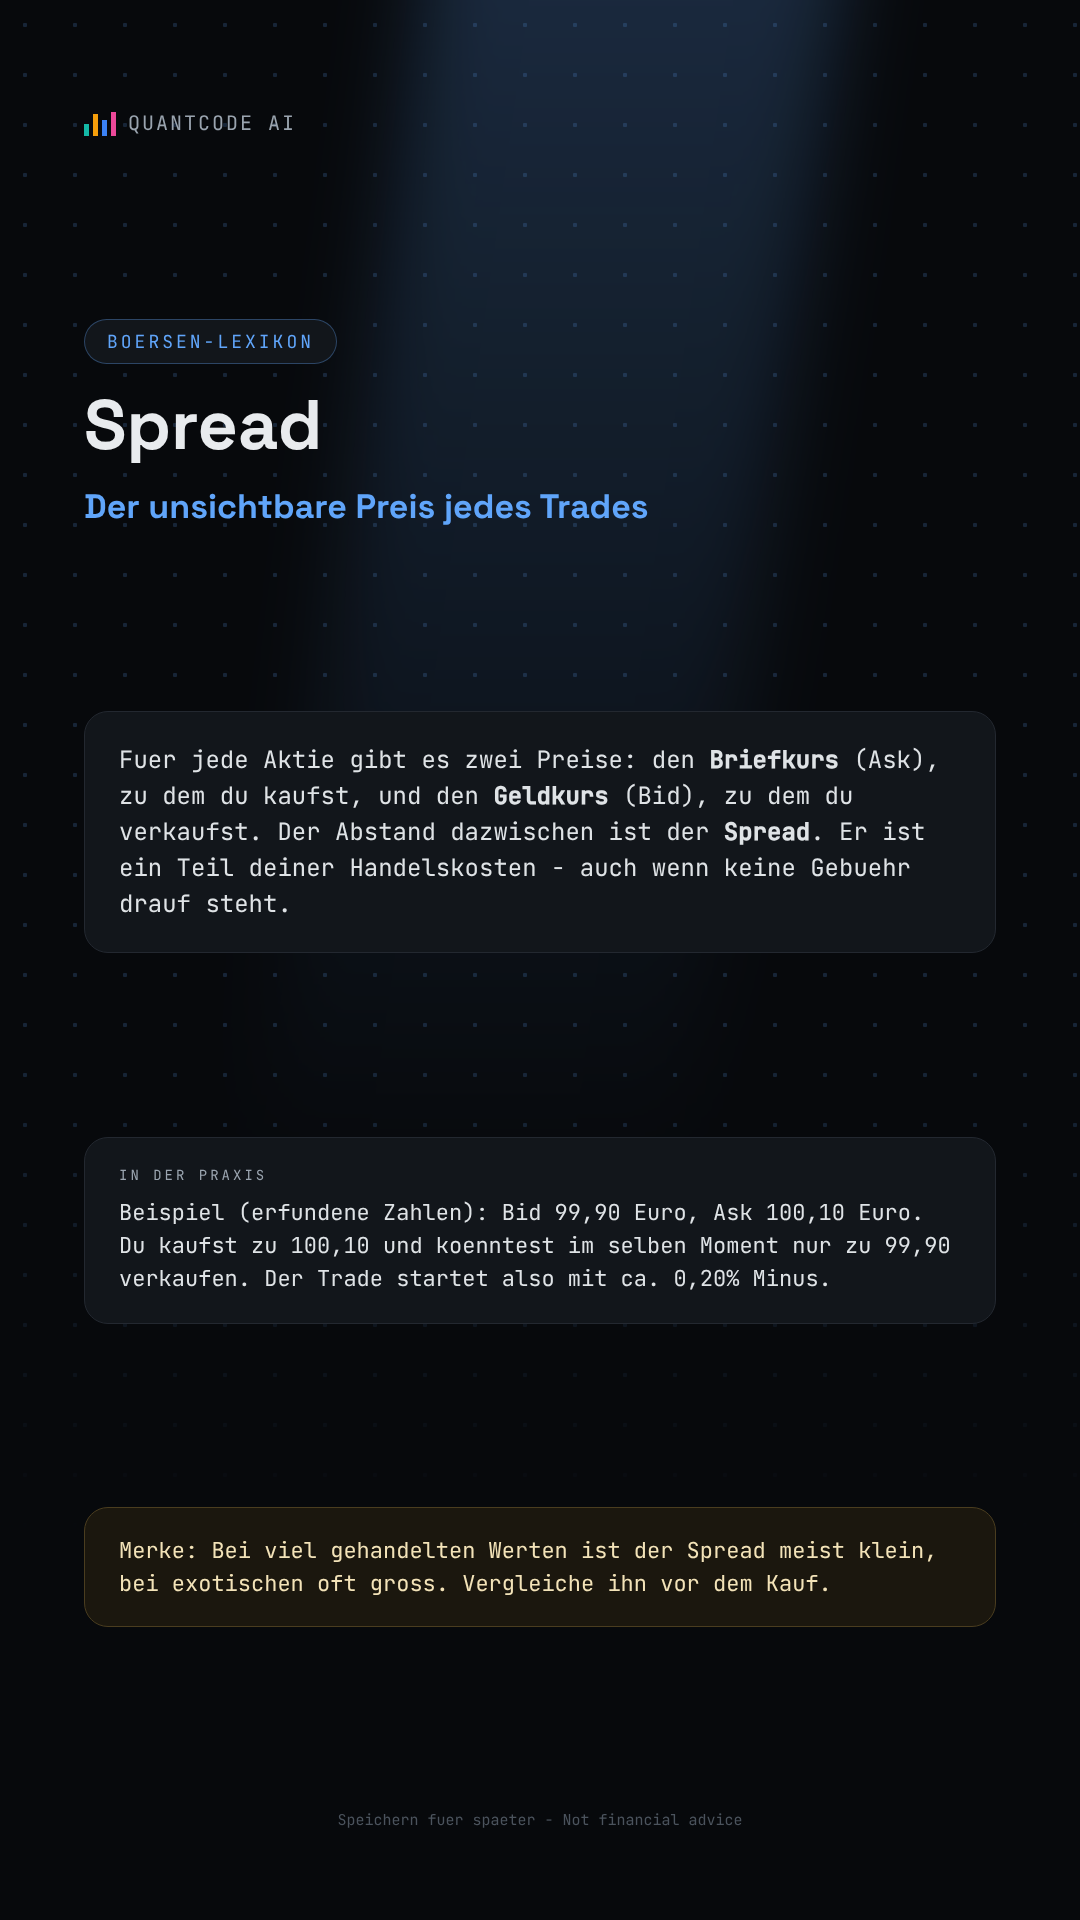 QUANTCODE AI
BOERSEN-LEXIKON
Spread
Der unsichtbare Preis jedes Trades
Fuer jede Aktie gibt es zwei Preise: den Briefkurs (Ask),
zu dem du kaufst, und den Geldkurs (Bid), zu dem du
verkaufst. Der Abstand dazwischen ist der Spread. Er ist
ein Teil deiner Handelskosten - auch wenn keine Gebuehr
drauf steht.
IN DER PRAXIS
Beispiel (erfundene Zahlen): Bid 99,90 Euro, Ask 100,10 Euro.
Du kaufst zu 100,10 und koenntest im selben Moment nur zu 99,90
verkaufen. Der Trade startet also mit ca. 0,20% Minus.
Merke: Bei viel gehandelten Werten ist der Spread meist klein,
bei exotischen oft gross. Vergleiche ihn vor dem Kauf.
Speichern fuer spaeter - Not financial advice